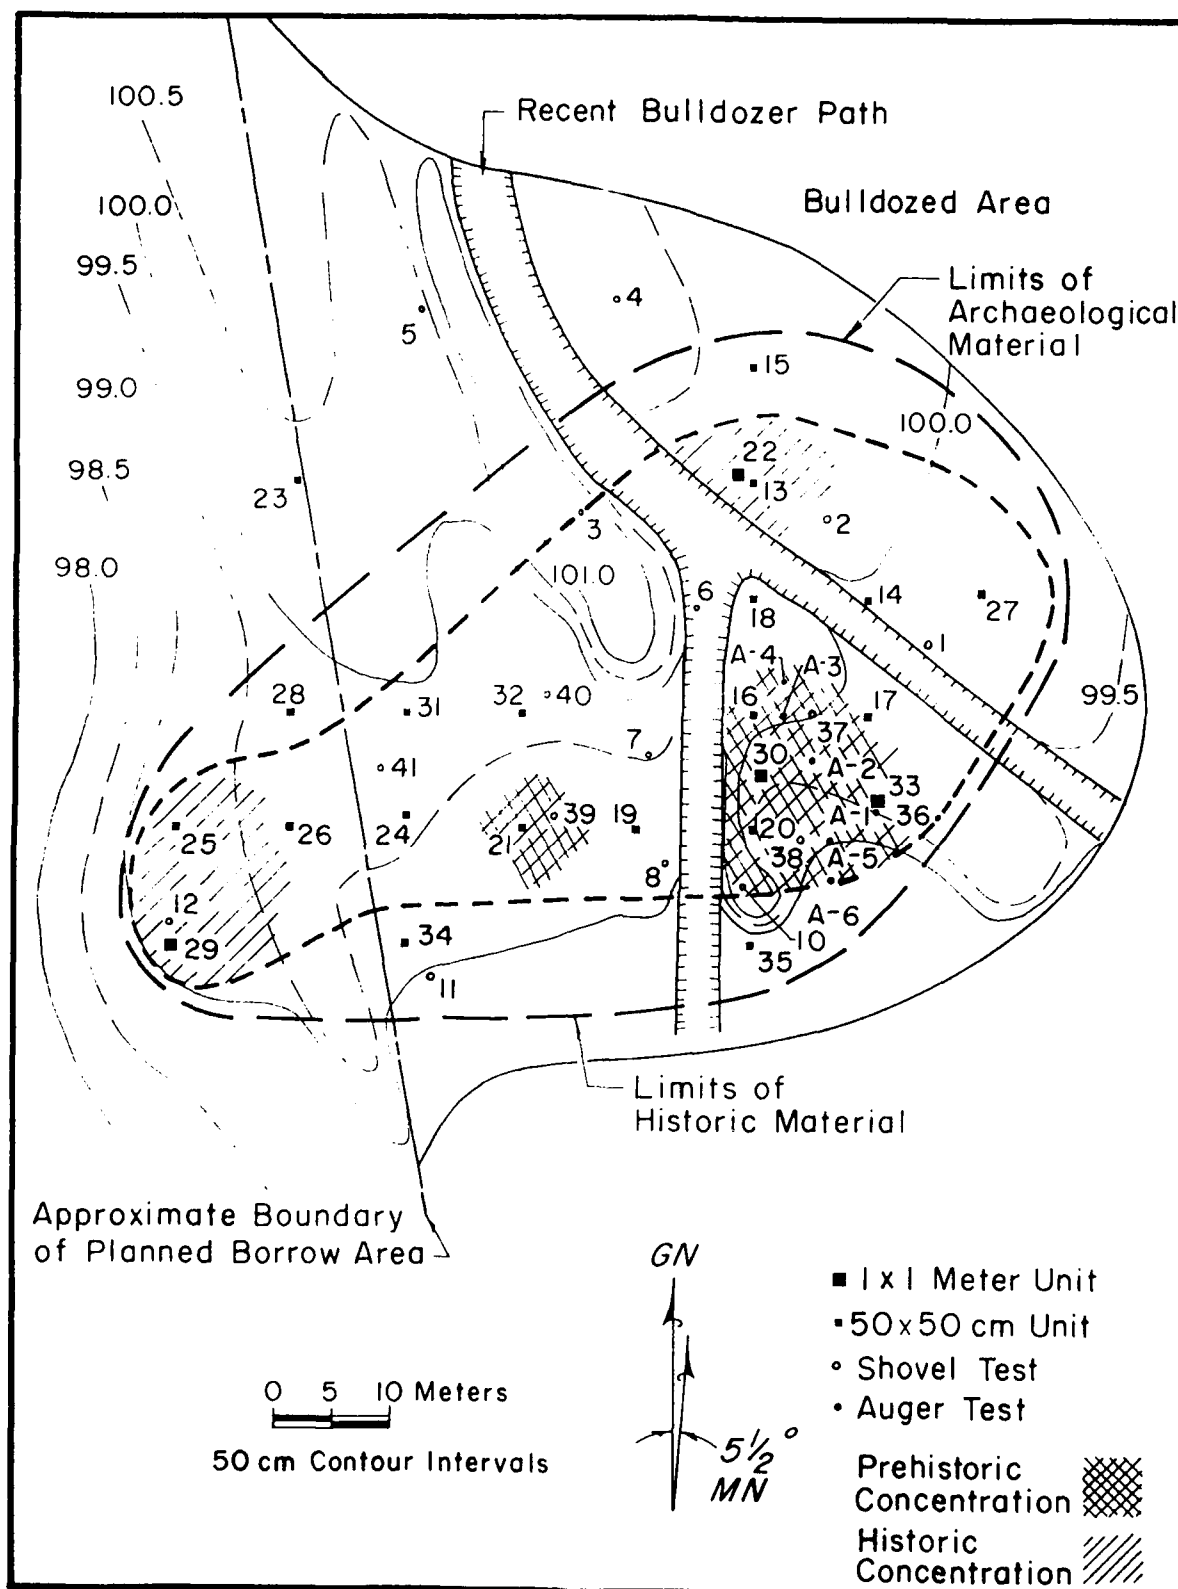 100.5
Recent Bulldozer Path
100.0
Bulldozed Area
99.5
Limits of
Archaeological
Material
4
5
99.0
15
100.0
98.5
22
13
23
3
2
98.0
101.0
6
18
14
27
1
A-4
A-3
28
31
32
40
16
17
99.5
37
7
41
30
A-2
33
25
26
24
21
39
19
20
A-1
36
38
A-5
8
12
29
34
10
A-6
35
11
Limits of
Historic Material
Approximate Boundary
of Planned Borrow Area
GN
1 x 1 Meter Unit
50 x 50 cm Unit
Shovel Test
Auger Test
0 5 10 Meters
50 cm Contour Intervals
5 1/2 °
MN
Prehistoric
Concentration
Historic
Concentration